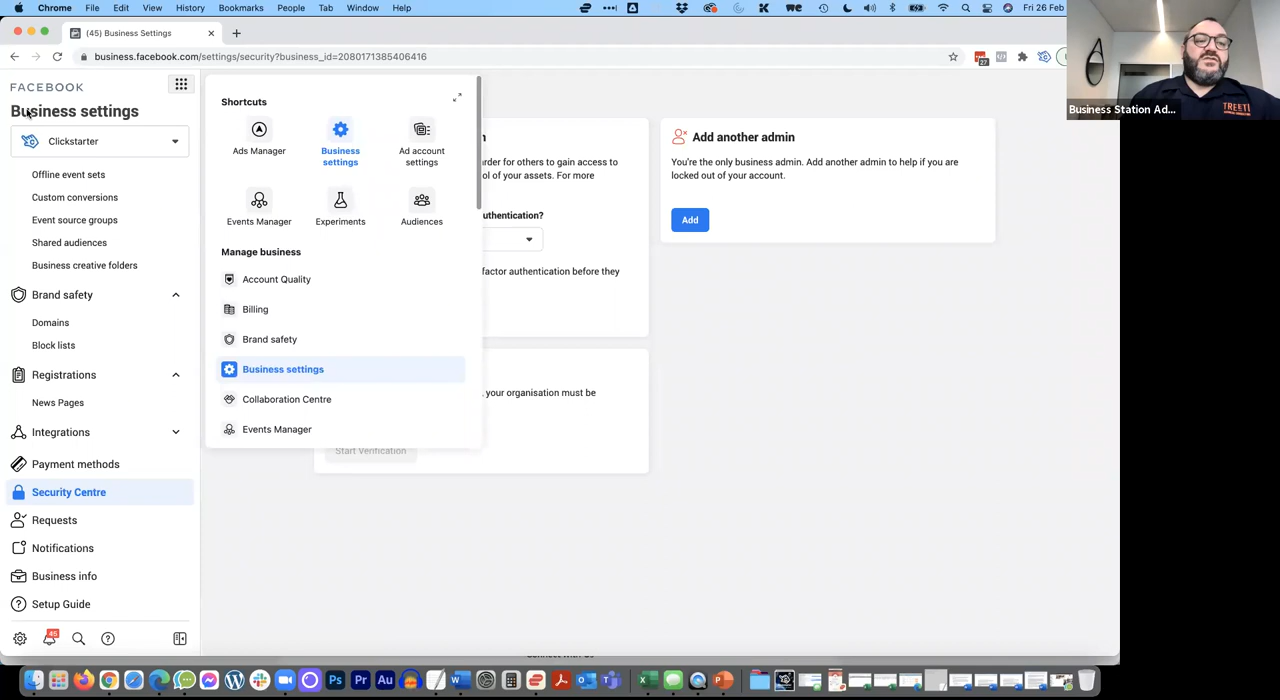 Chrome File Edit View History Bookmarks People Tab Window Help
Fri 26 Feb
(45) Business Settings
business.facebook.com/settings/security?business_id=2080171385406416
27
FACEBOOK
Business settings
Clickstarter
Offline event sets
Custom conversions
Event source groups
Shared audiences
Business creative folders
Brand safety
Domains
Block lists
Registrations
News Pages
Integrations
Payment methods
Security Centre
Requests
Notifications
Business info
Setup Guide
45
Shortcuts
Ads Manager
Business
settings
Ad account
settings
Events Manager
Experiments
Audiences
Manage business
Account Quality
Billing
Brand safety
Business settings
Collaboration Centre
Events Manager
arder for others to gain access to
ol of your assets. For more
uthentication?
factor authentication before they
your organisation must be
Start Verification
Add another admin
You're the only business admin. Add another admin to help if you are
locked out of your account.
Add
Business Station Ad...
TREETI